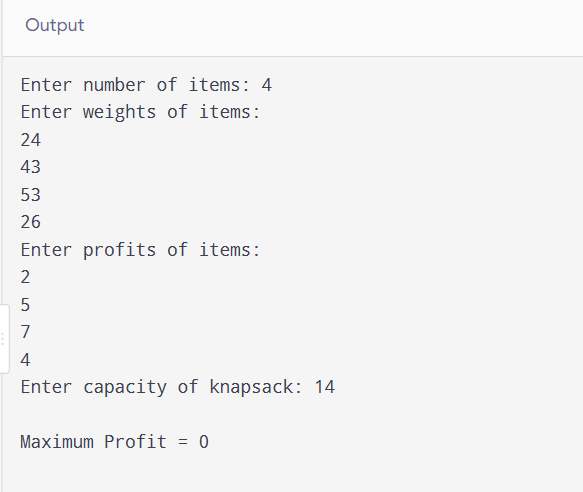 Output
Enter number of items: 4
Enter weights of items:
24
43
53
26
Enter profits of items:
2
5
7
4
Enter capacity of knapsack: 14
Maximum Profit = 0